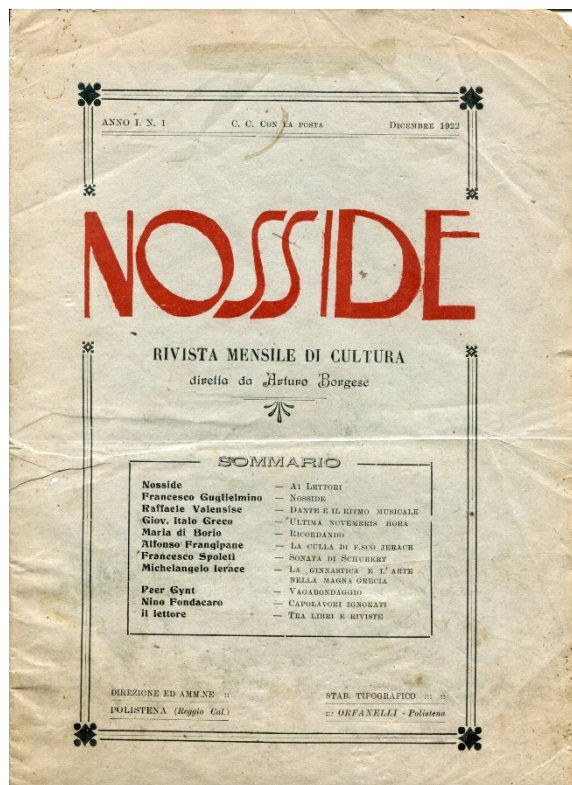 ANNO I. N. 1 C. C. CON LA POSTA DICEMBRE 1922
NOSSIDE
RIVISTA MENSILE DI CULTURA
diretta da Arturo Borgese
SOMMARIO
Nosside — AI LETTORI
Francesco Guglielmino — NOSSIDE
Raffaele Valensise — DANTE E IL RITMO MUSICALE
Giov. Italo Greco — ULTIMA NOVEMBRIS HORA
Maria di Borio — RICORDANDO
Alfonso Frangipane — LA CULLA DI F.SCO JERACE
Francesco Spoleti — SONATA DI SCHUBERT
Michelangelo Ierace — LA GINNASTICA E L'ARTE
NELLA MAGNA GRECIA
Peer Gynt — VAGABONDAGGIO
Nino Fondacaro — CAPOLAVORI IGNORATI
il lettore — TRA LIBRI E RIVISTE
DIREZIONE ED AMM.NE ::
POLISTENA (Reggio Cal.)
STAB. TIPOGRAFICO ::: ::
::: ORFANELLI - Polistena